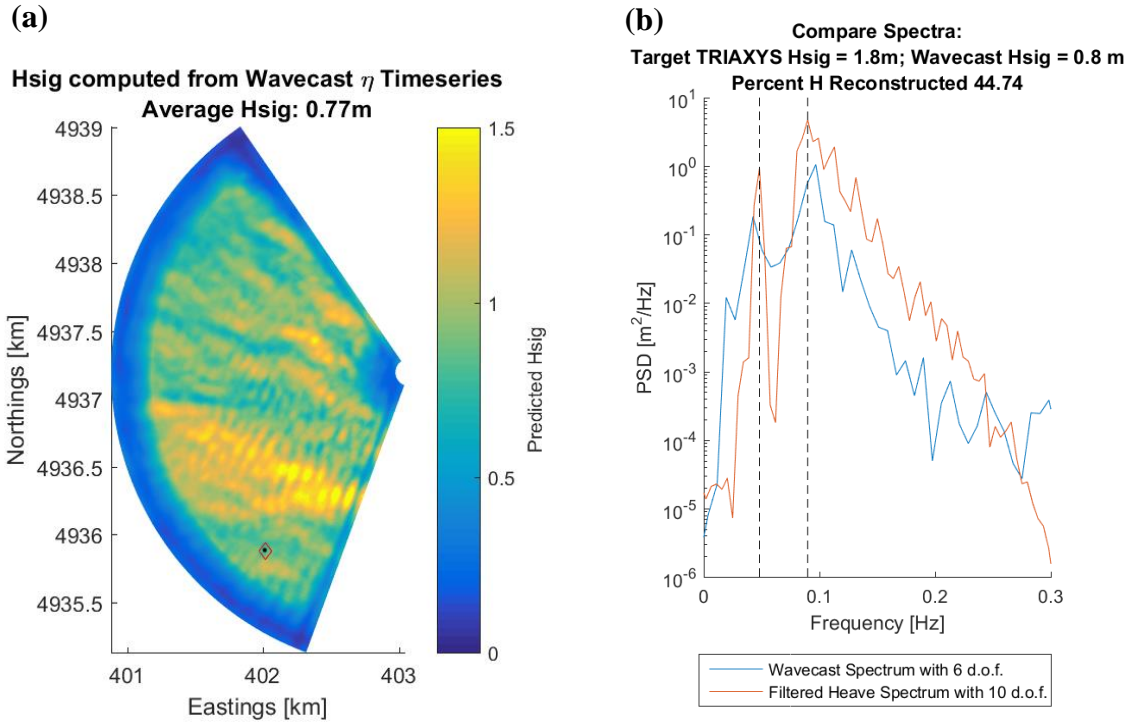 (a)
Hsig computed from Wavecast η Timeseries
Average Hsig: 0.77m
4939
4938.5
4938
4937.5
4937
4936.5
4936
4935.5
Northings [km]
401
402
403
Eastings [km]
1.5
1
0.5
0
Predicted Hsig
(b)
Compare Spectra:
Target TRIAXYS Hsig = 1.8m; Wavecast Hsig = 0.8 m
Percent H Reconstructed 44.74
10^1
10^0
10^-1
10^-2
10^-3
10^-4
10^-5
10^-6
PSD [m²/Hz]
0
0.1
0.2
0.3
Frequency [Hz]
Wavecast Spectrum with 6 d.o.f.
Filtered Heave Spectrum with 10 d.o.f.